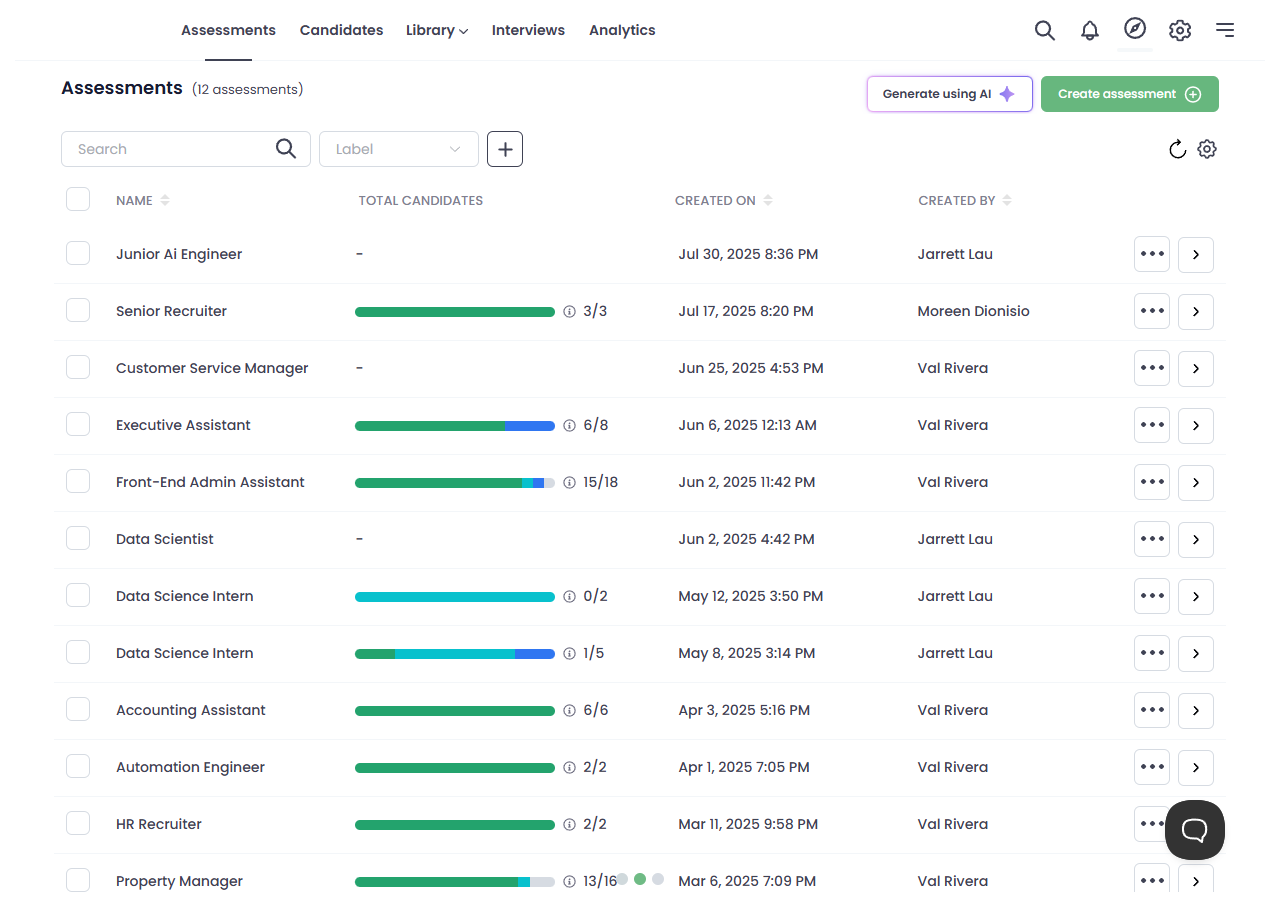 Assessments Candidates Library Interviews Analytics
Assessments (12 assessments)
Generate using AI
Create assessment
Search
Label
NAME TOTAL CANDIDATES CREATED ON CREATED BY
Junior Ai Engineer - Jul 30, 2025 8:36 PM Jarrett Lau
Senior Recruiter 3/3 Jul 17, 2025 8:20 PM Moreen Dionisio
Customer Service Manager - Jun 25, 2025 4:53 PM Val Rivera
Executive Assistant 6/8 Jun 6, 2025 12:13 AM Val Rivera
Front-End Admin Assistant 15/18 Jun 2, 2025 11:42 PM Val Rivera
Data Scientist - Jun 2, 2025 4:42 PM Jarrett Lau
Data Science Intern 0/2 May 12, 2025 3:50 PM Jarrett Lau
Data Science Intern 1/5 May 8, 2025 3:14 PM Jarrett Lau
Accounting Assistant 6/6 Apr 3, 2025 5:16 PM Val Rivera
Automation Engineer 2/2 Apr 1, 2025 7:05 PM Val Rivera
HR Recruiter 2/2 Mar 11, 2025 9:58 PM Val Rivera
Property Manager 13/16 Mar 6, 2025 7:09 PM Val Rivera